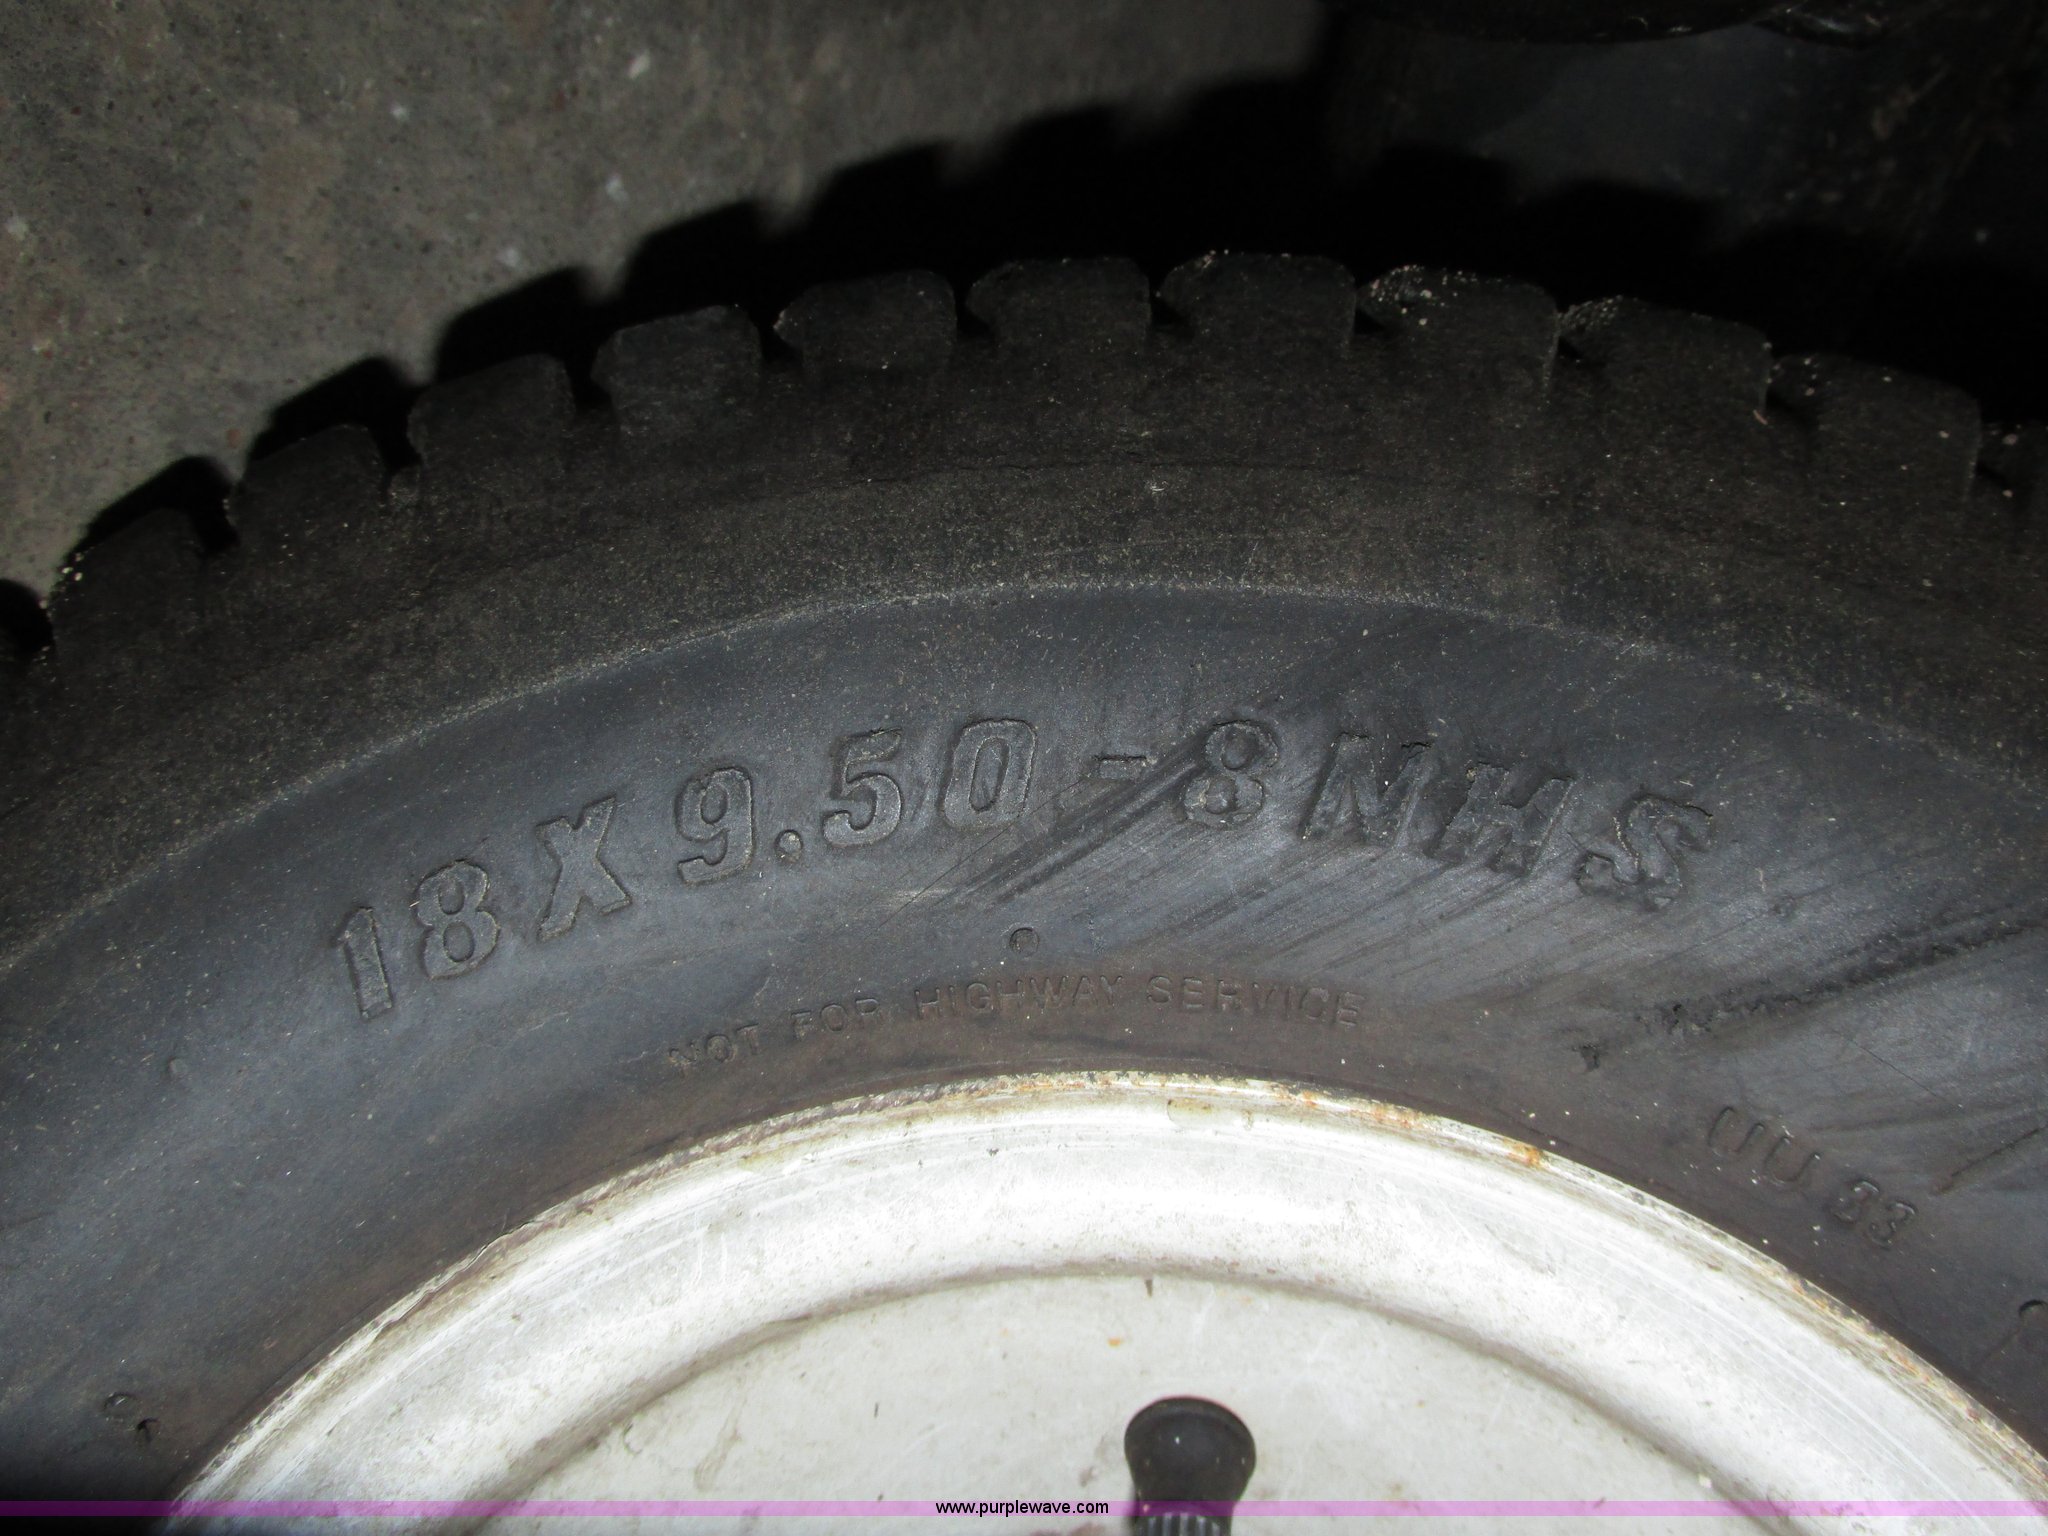 18X9.50-8NHS
NOT FOR HIGHWAY SERVICE
www.purplewave.com